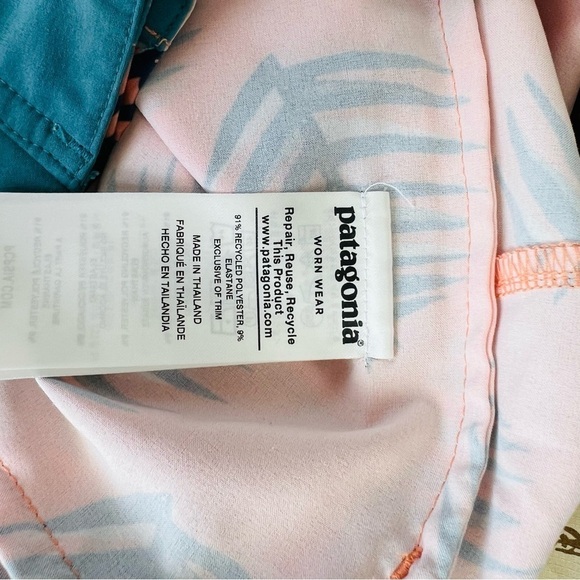 patagonia®
WORN WEAR
Repair, Reuse, Recycle
This Product
www.patagonia.com
91% RECYCLED POLYESTER, 9%
ELASTANE
EXCLUSIVE OF TRIM
MADE IN THAILAND
FABRIQUÉ EN THAÏLANDE
HECHO EN TAILANDIA